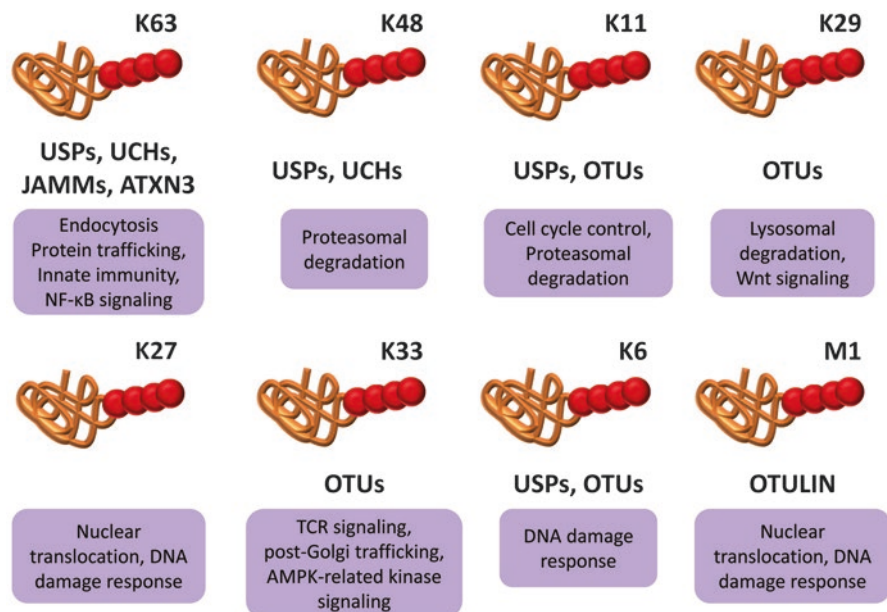 K63
USPs, UCHs,
JAMMs, ATXN3
Endocytosis
Protein trafficking,
Innate immunity,
NF-κB signaling
K48
USPs, UCHs
Proteasomal
degradation
K11
USPs, OTUs
Cell cycle control,
Proteasomal
degradation
K29
OTUs
Lysosomal
degradation,
Wnt signaling
K27
Nuclear
translocation, DNA
damage response
K33
OTUs
TCR signaling,
post-Golgi trafficking,
AMPK-related kinase
signaling
K6
USPs, OTUs
DNA damage
response
M1
OTULIN
Nuclear
translocation, DNA
damage response